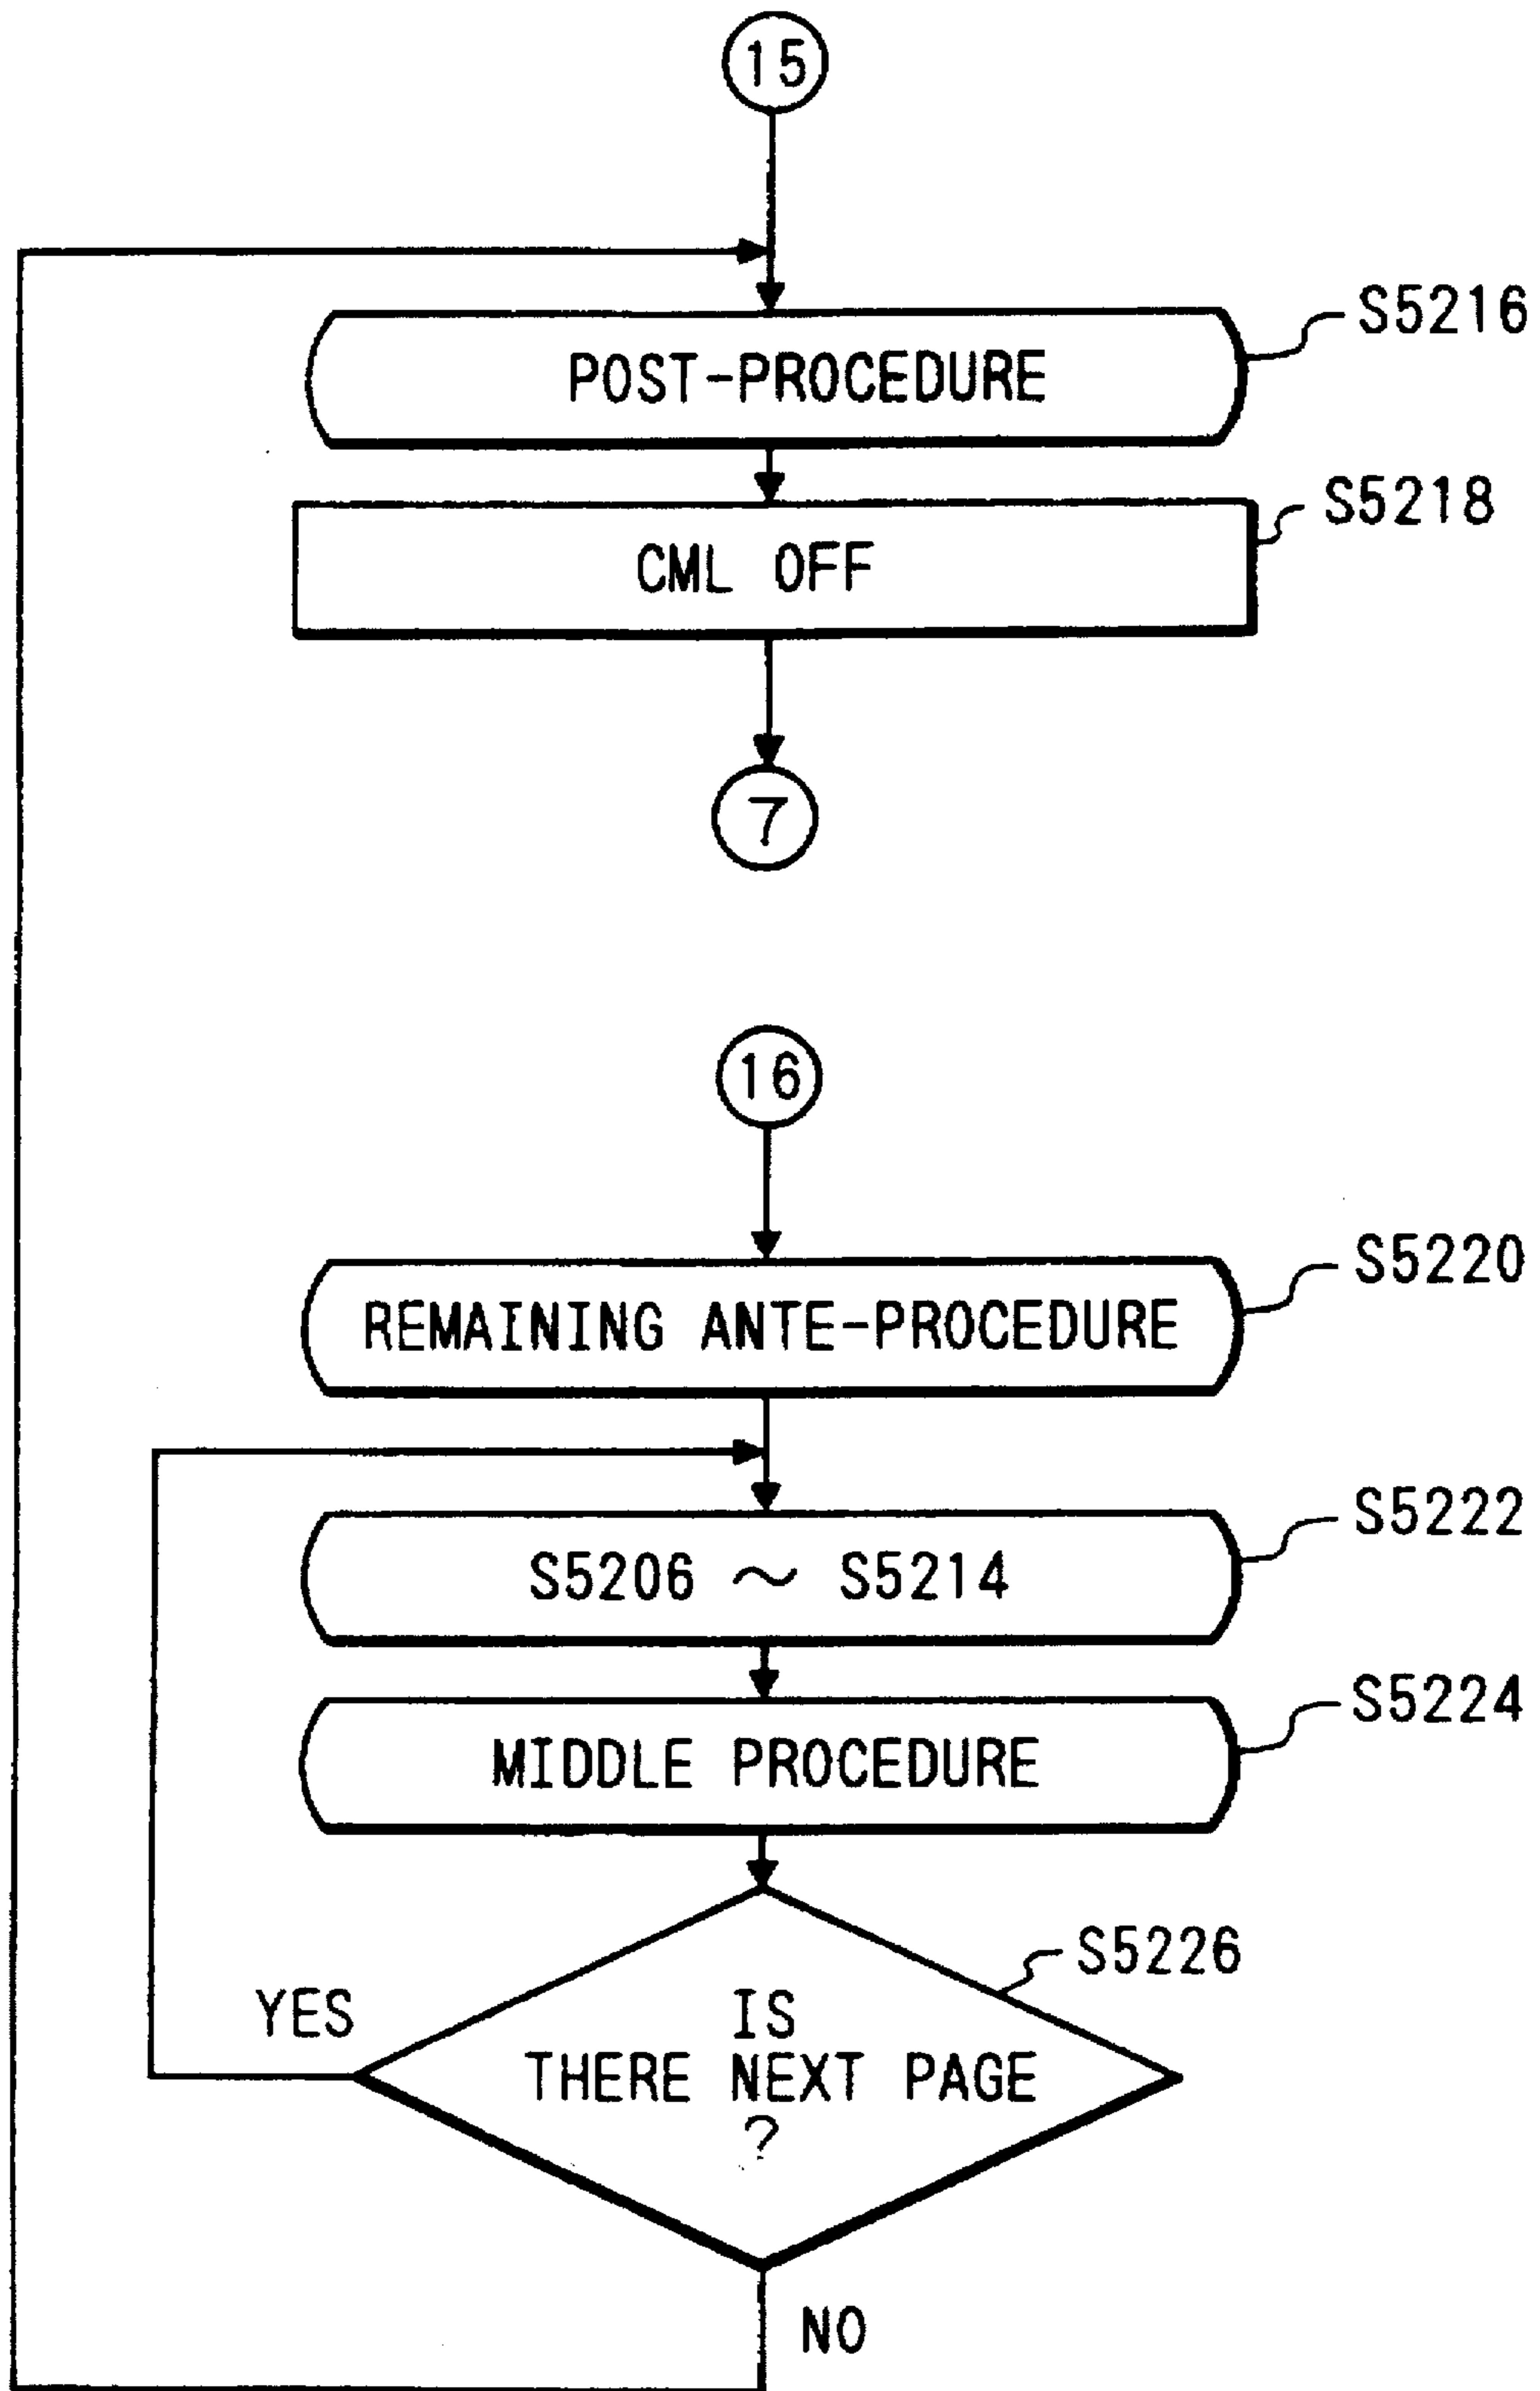 15
S5216
POST-PROCEDURE
S5218
CML OFF
7
16
S5220
REMAINING ANTE-PROCEDURE
S5222
S5206 ～ S5214
S5224
MIDDLE PROCEDURE
S5226
YES
IS
THERE NEXT PAGE
?
NO